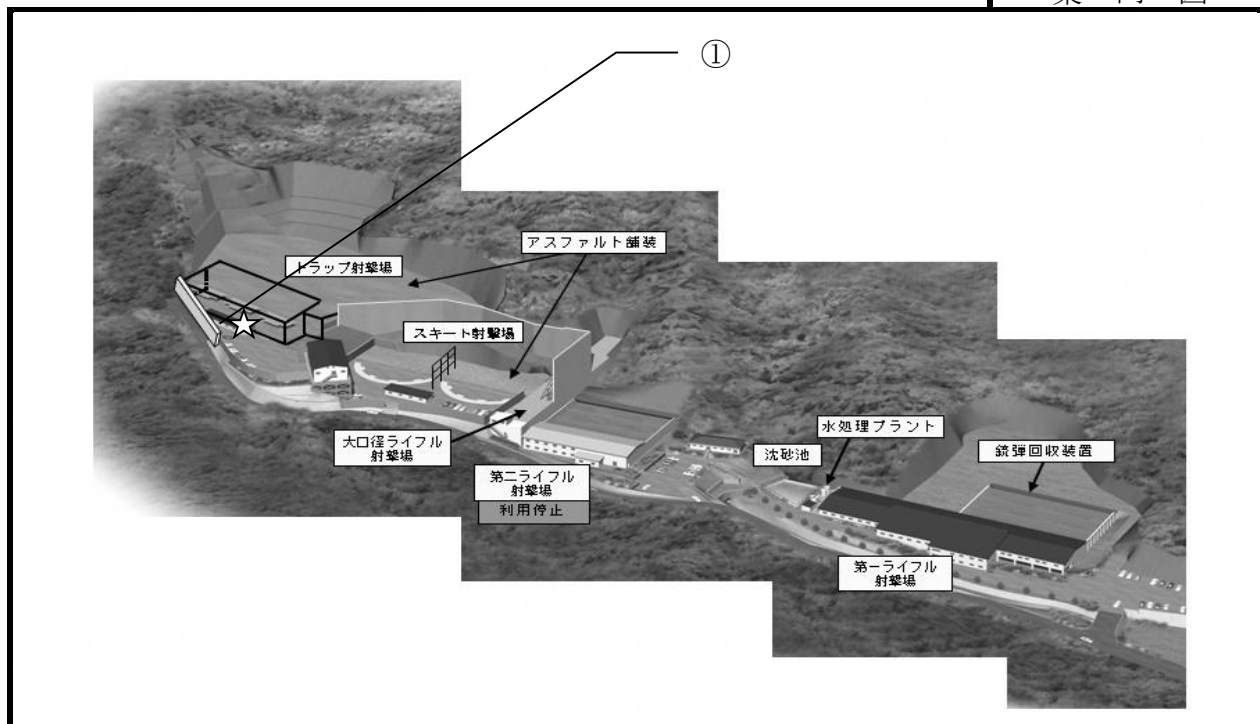 案内図
①
アスファルト舗装
トラップ射撃場
スキート射撃場
大口径ライフル
射撃場
第二ライフル
射撃場
利用停止
水処理プラント
沈砂池
銃弾回収装置
第一ライフル
射撃場